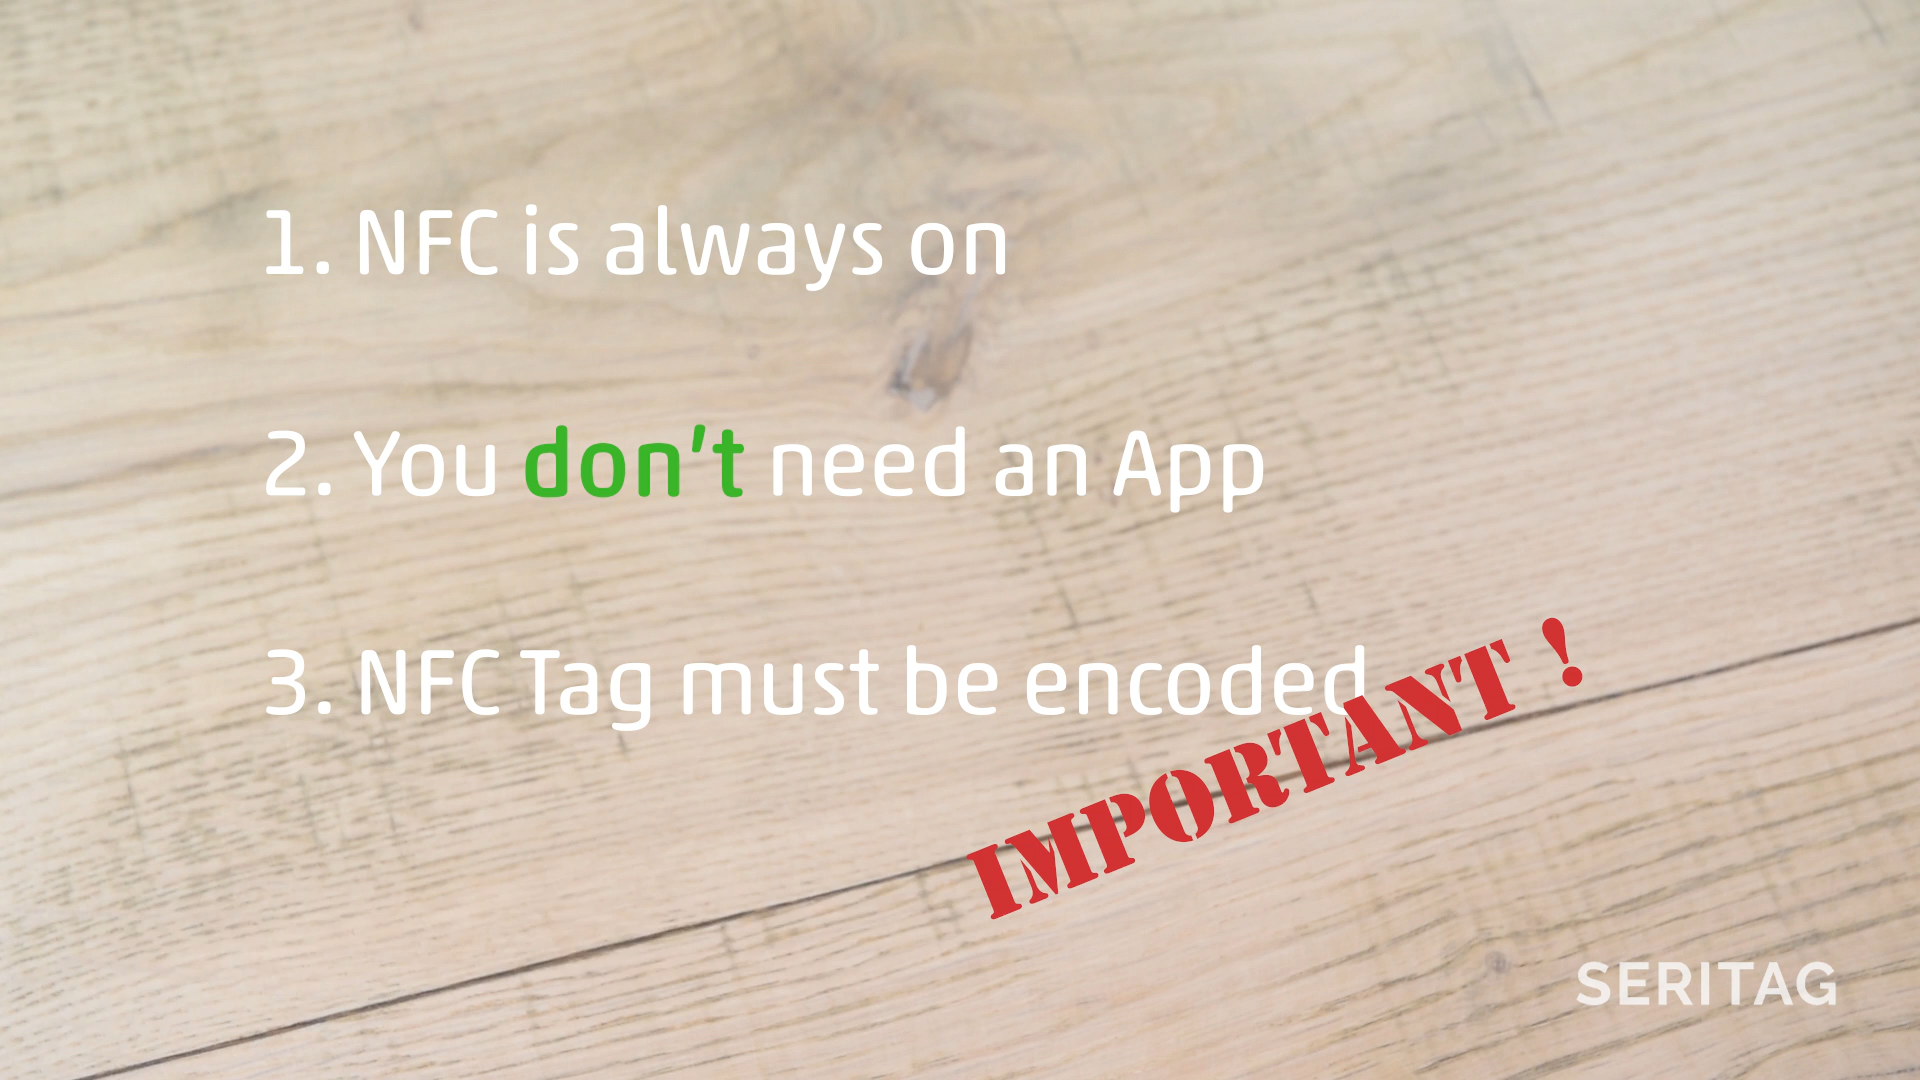 1. NFC is always on
2. You don't need an App
3. NFC Tag must be encoded
IMPORTANT !
SERITAG